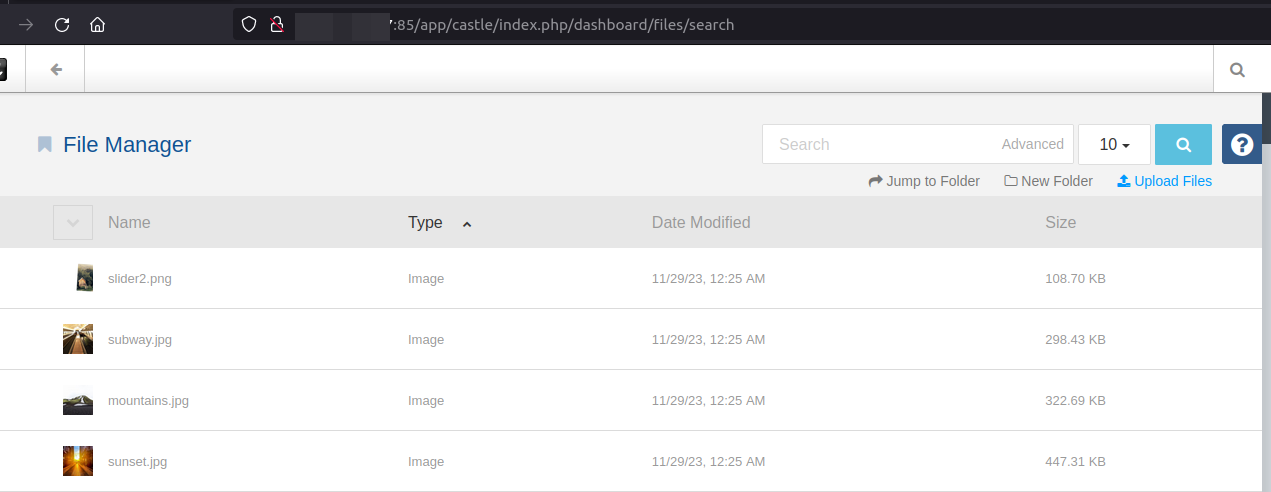 :85/app/castle/index.php/dashboard/files/search
File Manager
Search Advanced 10
Jump to Folder New Folder Upload Files
Name Type Date Modified Size
slider2.png Image 11/29/23, 12:25 AM 108.70 KB
subway.jpg Image 11/29/23, 12:25 AM 298.43 KB
mountains.jpg Image 11/29/23, 12:25 AM 322.69 KB
sunset.jpg Image 11/29/23, 12:25 AM 447.31 KB